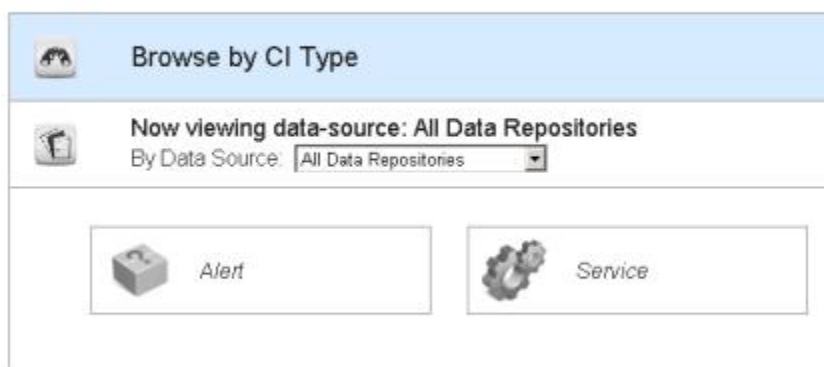 Browse by CI Type
Now viewing data-source: All Data Repositories
By Data Source: All Data Repositories
Alert
Service